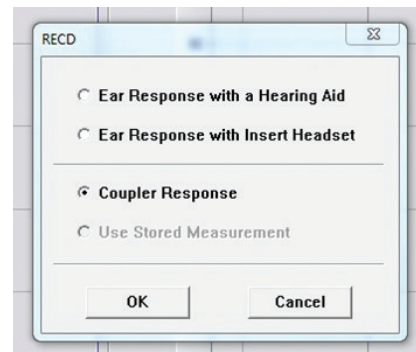 RECD
Ear Response with a Hearing Aid
Ear Response with Insert Headset
Coupler Response
Use Stored Measurement
OK Cancel